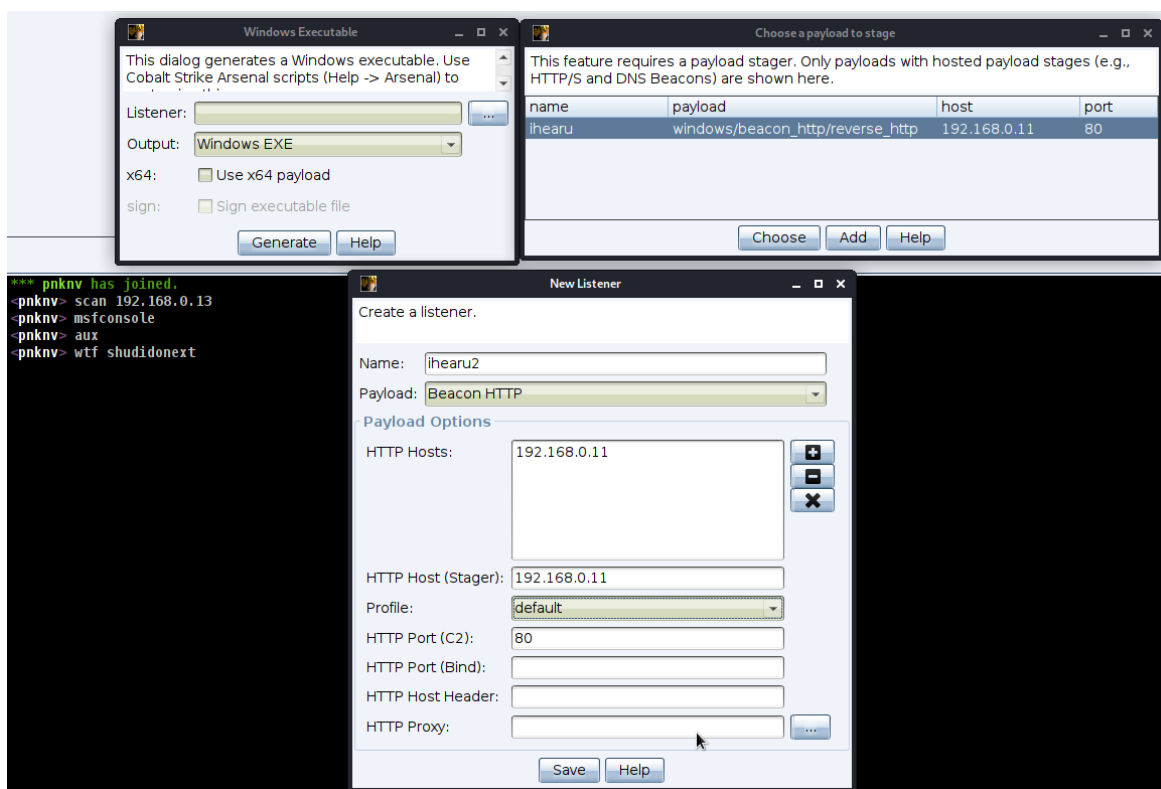 Windows Executable
This dialog generates a Windows executable. Use
Cobalt Strike Arsenal scripts (Help -> Arsenal) to
Listener:
...
Output:
Windows EXE
x64:
Use x64 payload
sign:
Sign executable file
Generate
Help
Choose a payload to stage
This feature requires a payload stager. Only payloads with hosted payload stages (e.g.,
HTTP/S and DNS Beacons) are shown here.
name payload host port
ihearu windows/beacon_http/reverse_http 192.168.0.11 80
Choose
Add
Help
*** pnknv has joined.
<pnknv> scan 192.168.0.13
<pnknv> msfconsole
<pnknv> aux
<pnknv> wtf shudidonext
New Listener
Create a listener.
Name: ihearu2
Payload: Beacon HTTP
Payload Options
HTTP Hosts: 192.168.0.11
HTTP Host (Stager): 192.168.0.11
Profile: default
HTTP Port (C2): 80
HTTP Port (Bind):
HTTP Host Header:
HTTP Proxy:
...
Save
Help